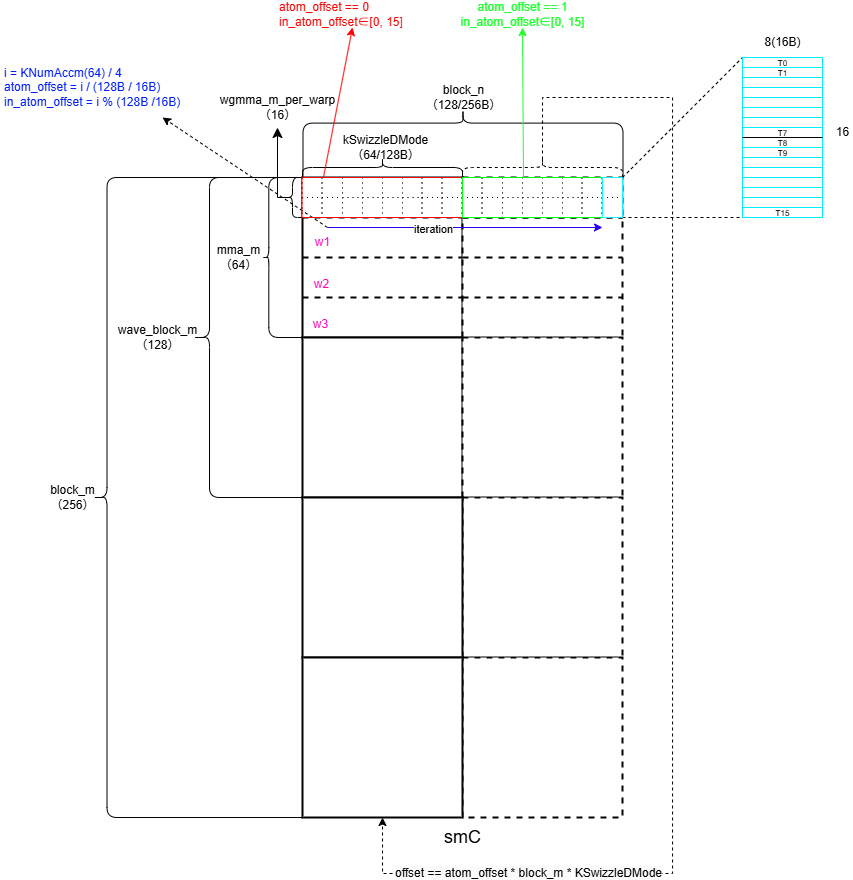 atom_offset == 0
in_atom_offset∈[0, 15]
atom_offset == 1
in_atom_offset∈[0, 15]
8(16B)
T0
T1
T7
T8
T9
T15
16
i = KNumAccm(64) / 4
atom_offset = i / (128B / 16B)
in_atom_offset = i % (128B /16B)
wgmma_m_per_warp
(16)
block_n
(128/256B)
kSwizzleDMode
(64/128B)
iteration
w1
w2
w3
mma_m
(64)
wave_block_m
(128)
block_m
(256)
smC
offset == atom_offset * block_m * KSwizzleDMode